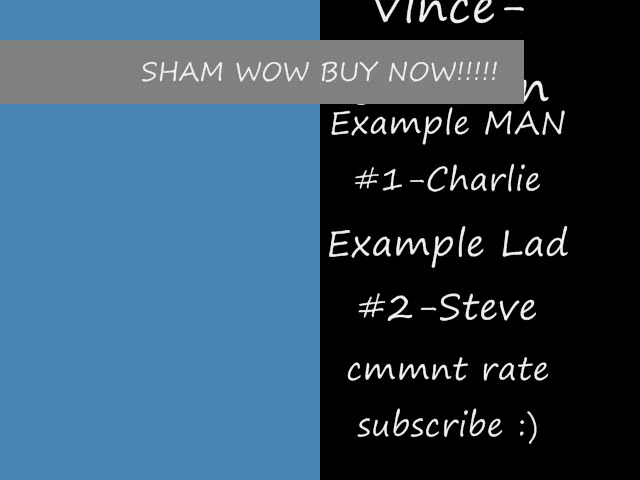 Vince-
SHAM WOW BUY NOW!!!!!
Example MAN
#1-Charlie
Example Lad
#2-Steve
cmmnt rate
subscribe :)